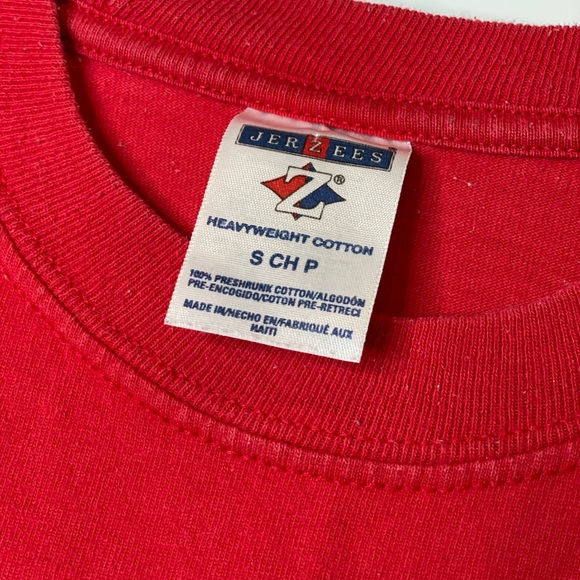 JERZEES
Z®
HEAVYWEIGHT COTTON
S CH P
100% PRESHRUNK COTTON/ALGODÓN
PRE-ENCOGIDO/COTON PRE-RETRECI
MADE IN/HECHO EN/FABRIQUÉ AUX
HAITI